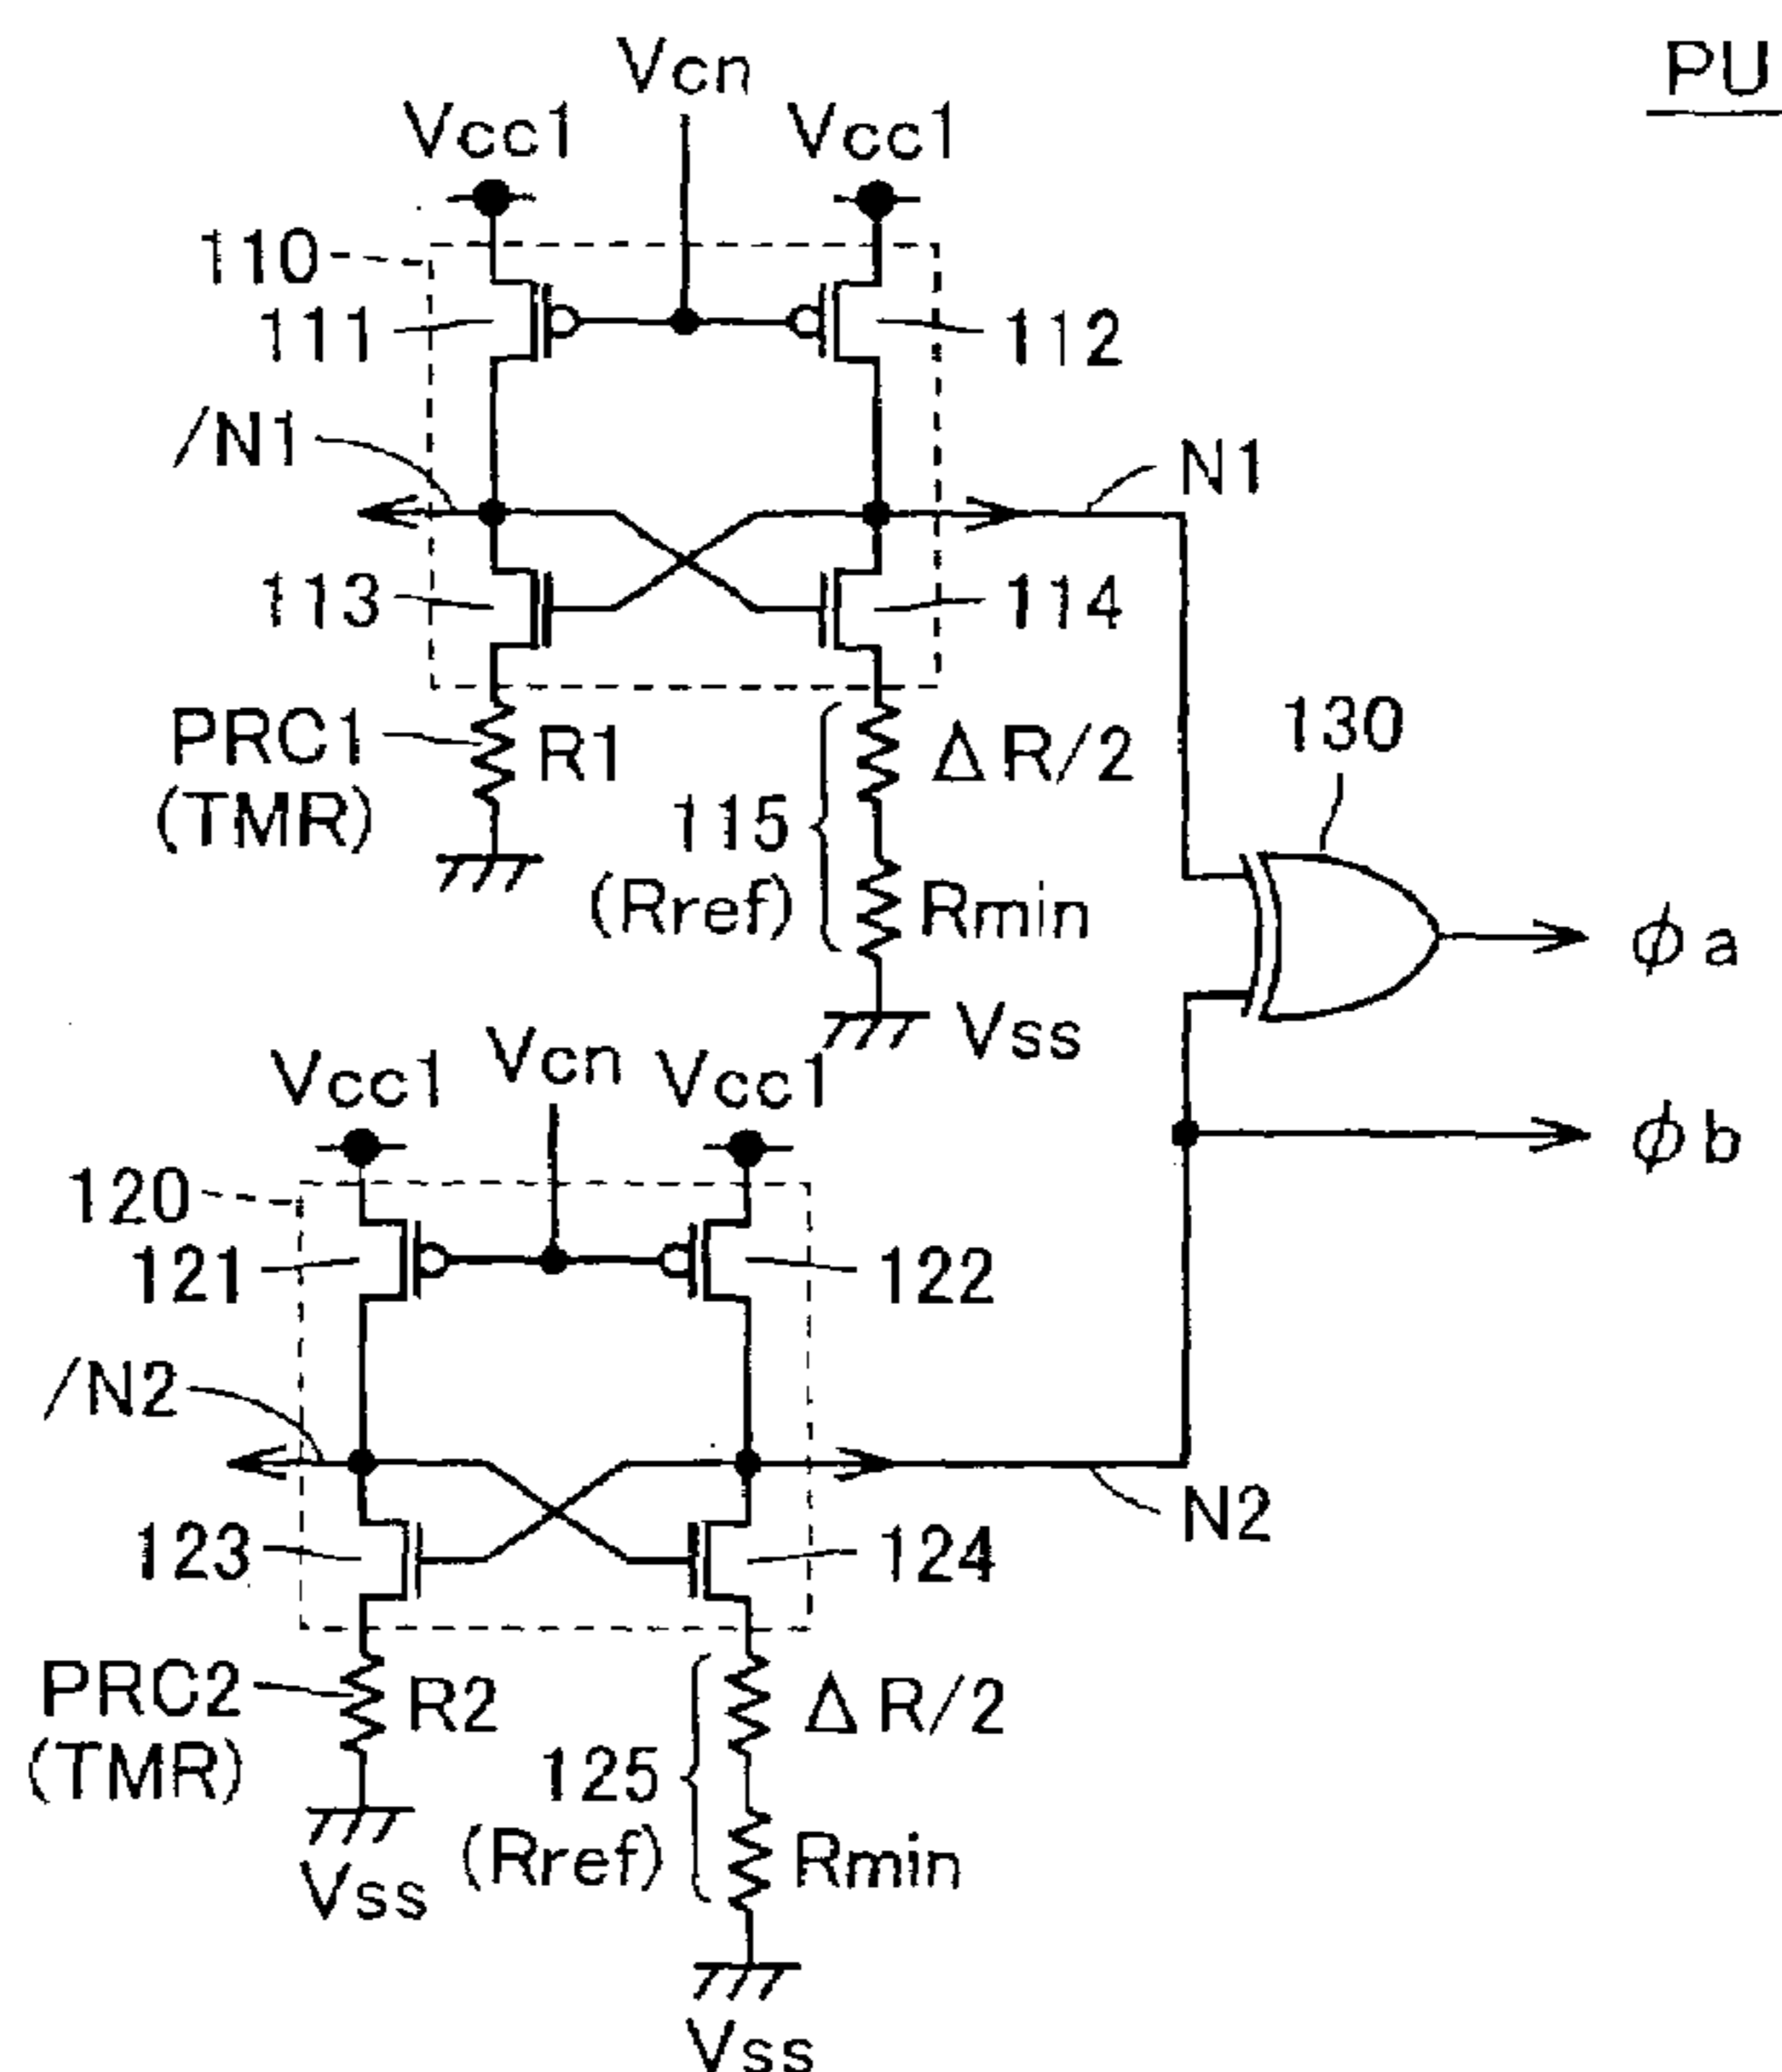 PU
Vcn
Vcc1 Vcc1
110
111 112
/N1 N1
113 114
PRC1 R1 ΔR/2
(TMR)
115
(Rref) Rmin
Vss
130
ϕa
ϕb
Vcc1 Vcn Vcc1
120
121 122
/N2 N2
123 124
PRC2 R2 ΔR/2
(TMR)
125
(Rref) Rmin
Vss
Vss